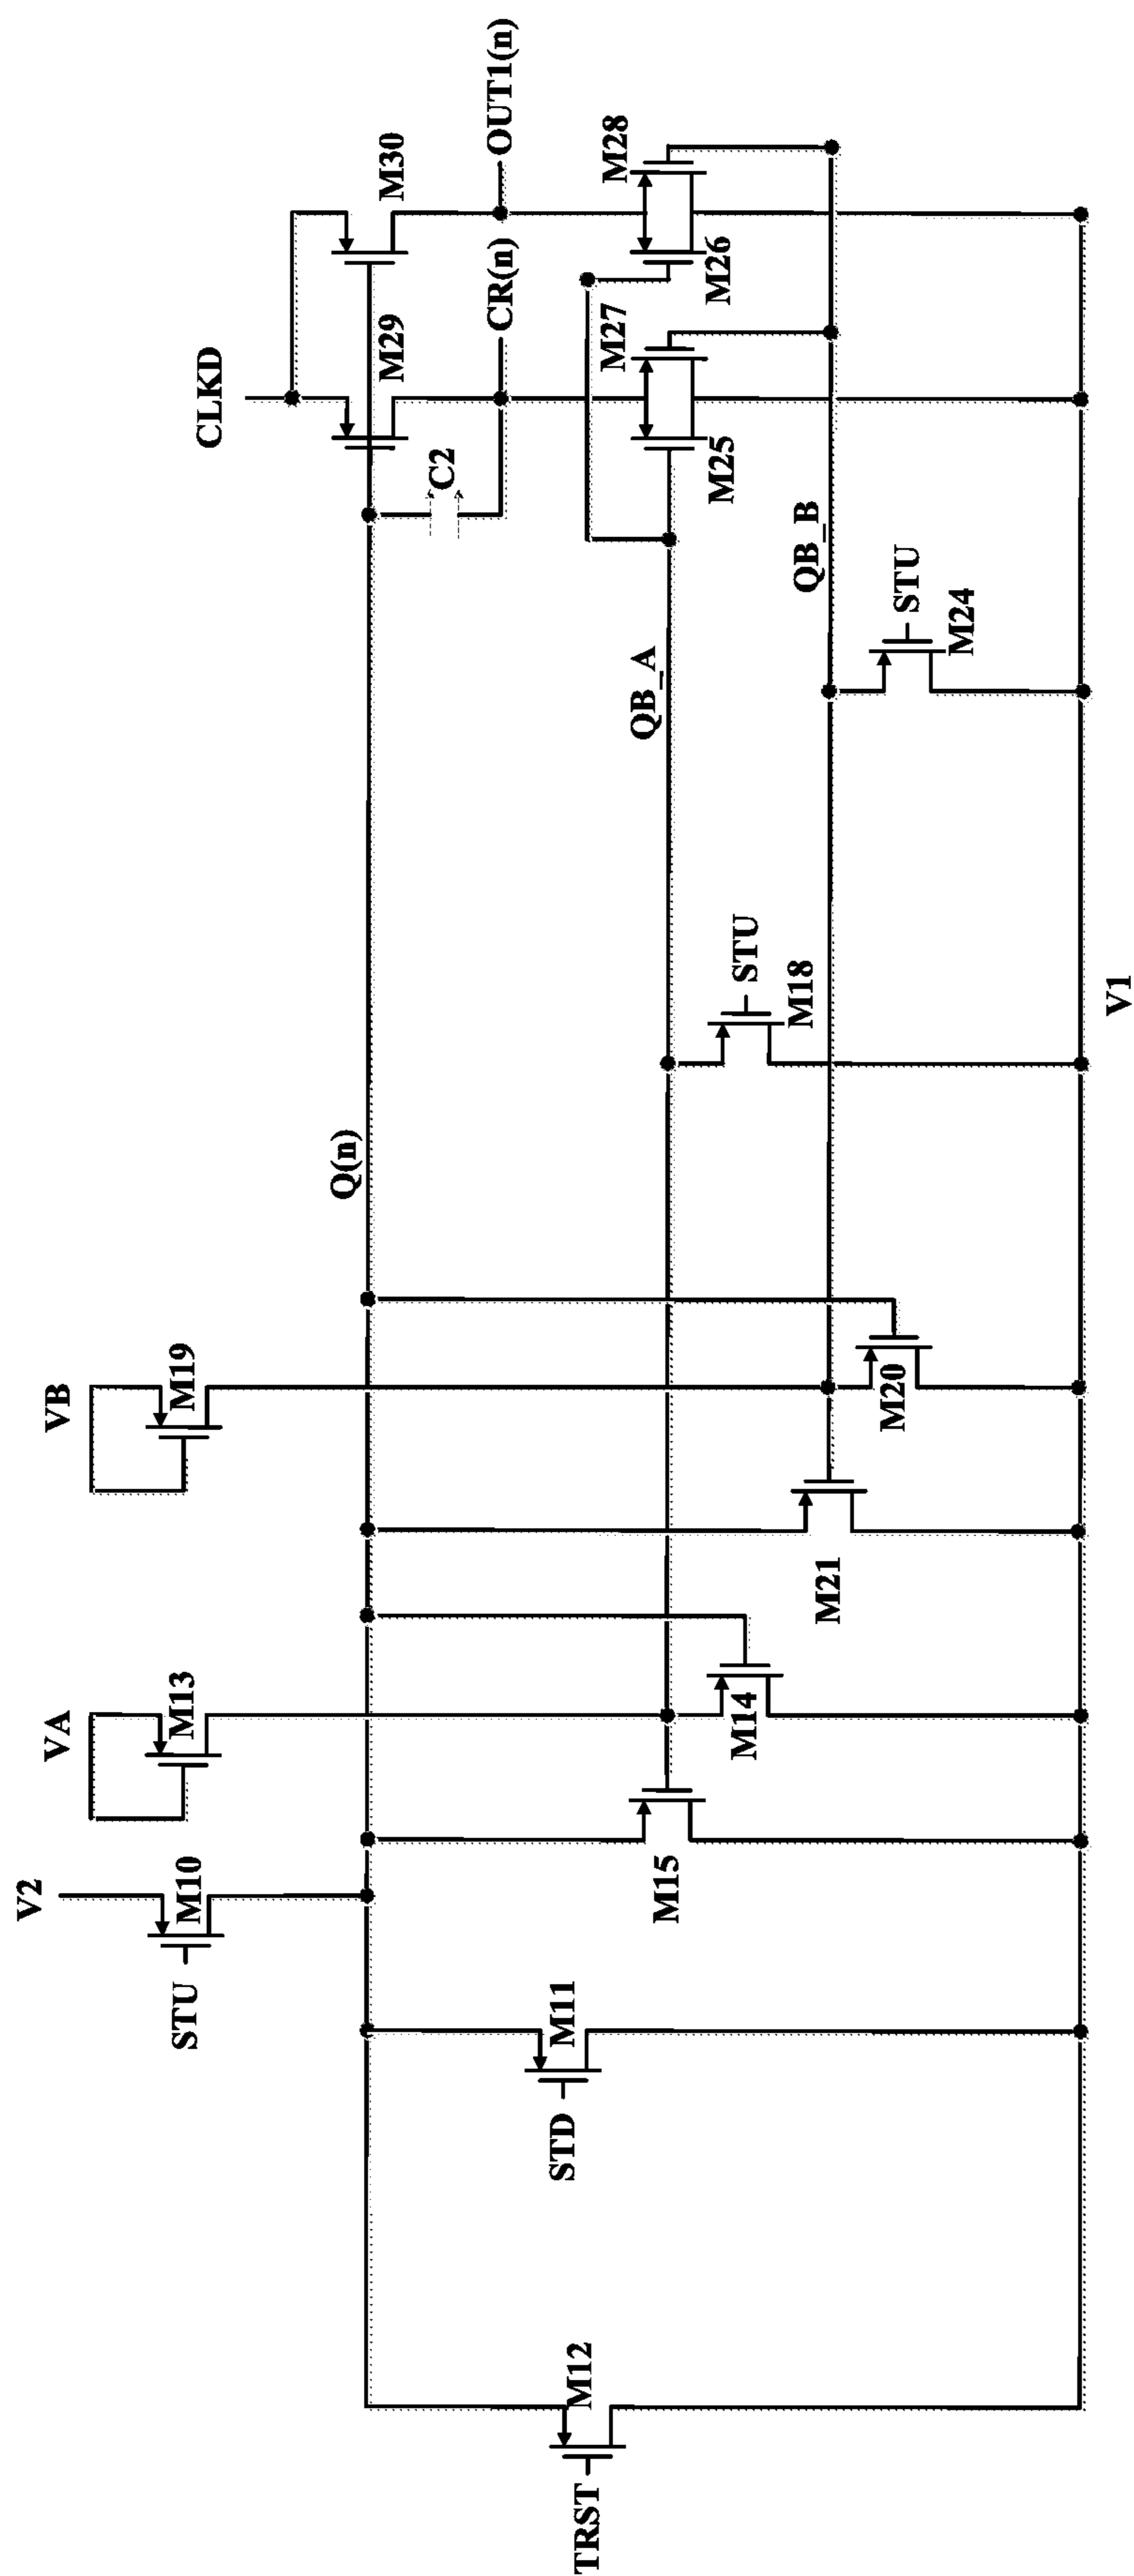 TRST
M12
STD
M11
STU
M10
V2
M15
VA
M13
M14
M21
VB
M19
M20
Q(n)
M18
STU
V1
QB_A
M24
STU
QB_B
C2
CLKD
M29
M25
M27
CR(n)
M26
M30
M28
OUT1(n)